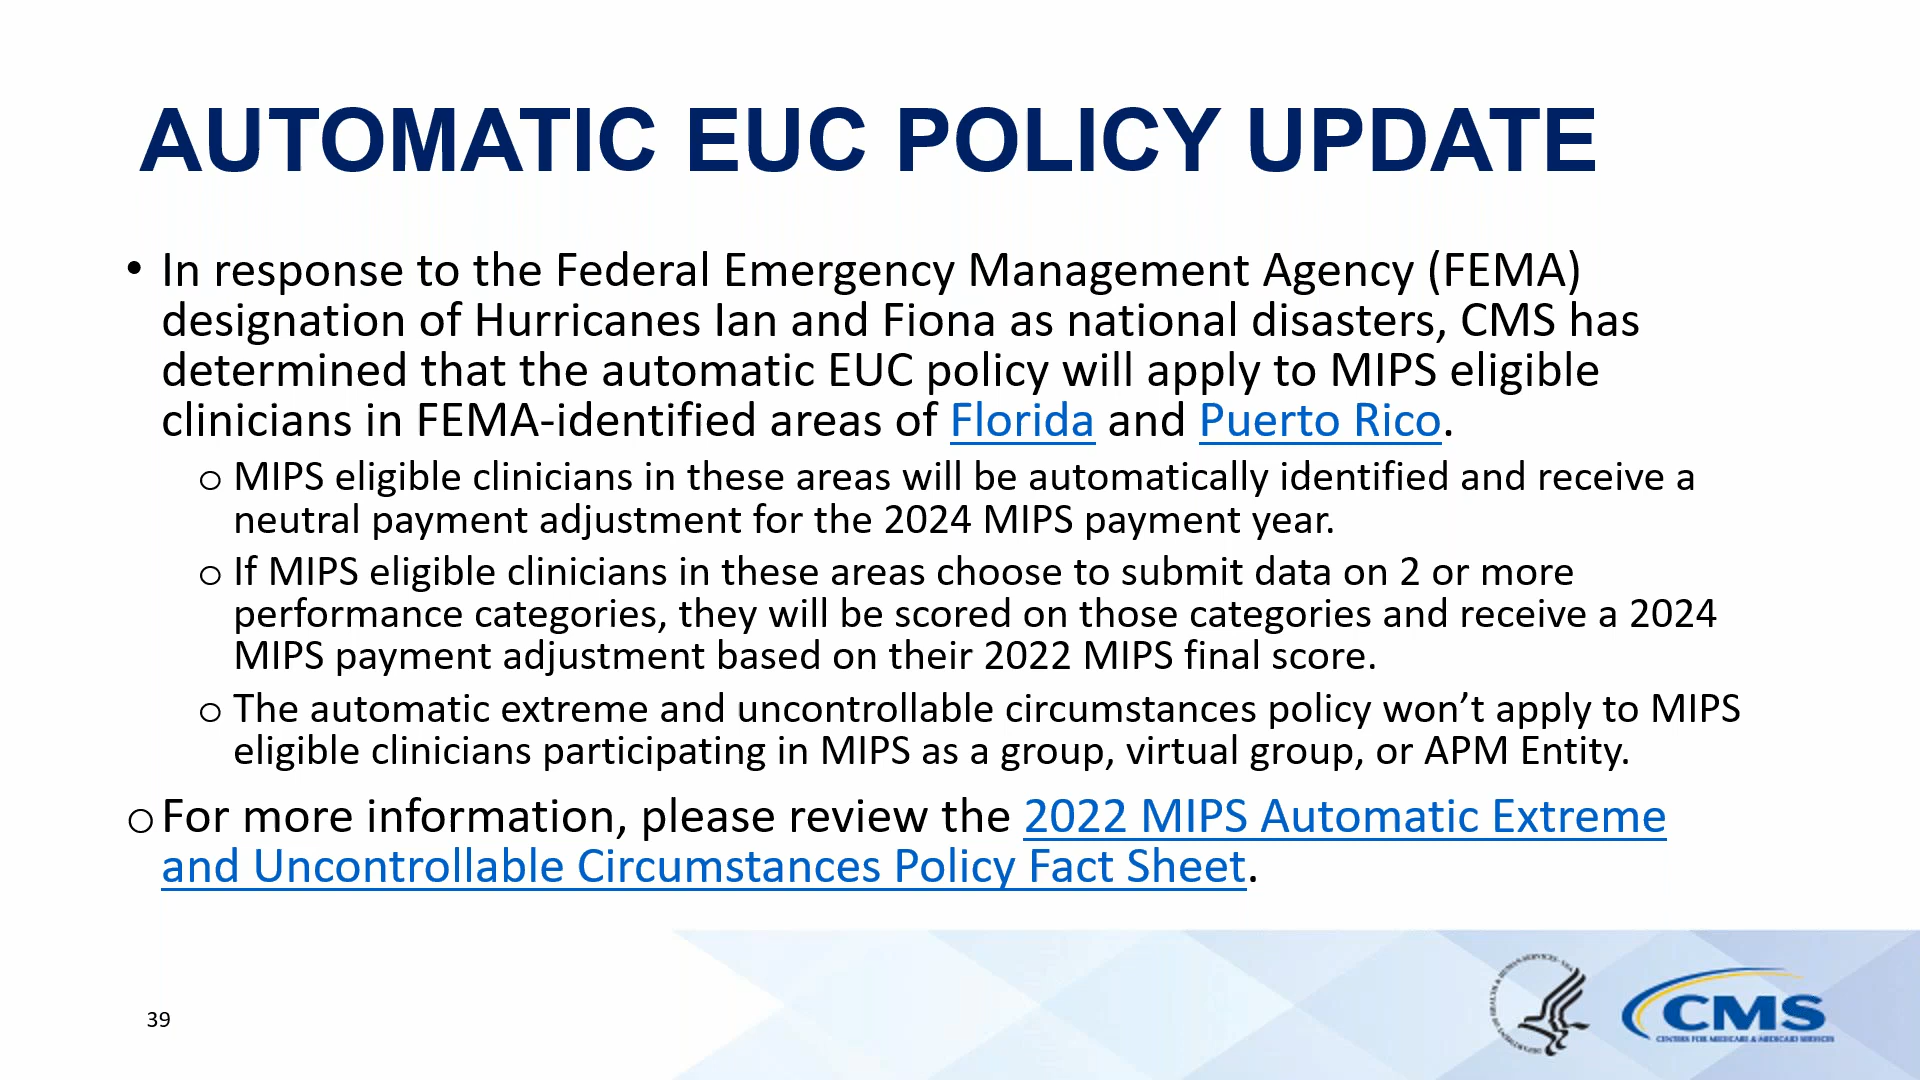 AUTOMATIC EUC POLICY UPDATE
• In response to the Federal Emergency Management Agency (FEMA)
designation of Hurricanes Ian and Fiona as national disasters, CMS has
determined that the automatic EUC policy will apply to MIPS eligible
clinicians in FEMA-identified areas of Florida and Puerto Rico.
o MIPS eligible clinicians in these areas will be automatically identified and receive a
neutral payment adjustment for the 2024 MIPS payment year.
o If MIPS eligible clinicians in these areas choose to submit data on 2 or more
performance categories, they will be scored on those categories and receive a 2024
MIPS payment adjustment based on their 2022 MIPS final score.
o The automatic extreme and uncontrollable circumstances policy won’t apply to MIPS
eligible clinicians participating in MIPS as a group, virtual group, or APM Entity.
o For more information, please review the 2022 MIPS Automatic Extreme
and Uncontrollable Circumstances Policy Fact Sheet.
39
CMS
CENTERS FOR MEDICARE & MEDICAID SERVICES